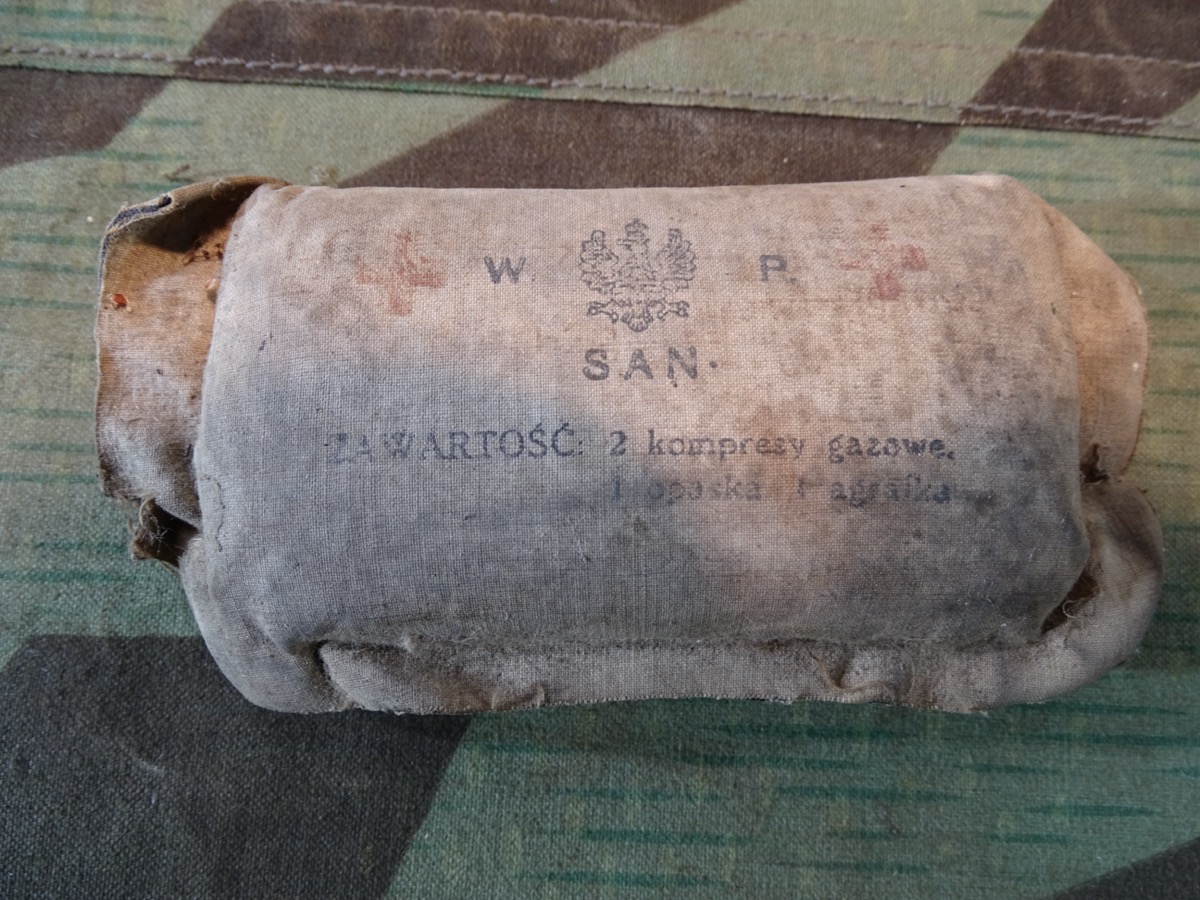 W. P.
SAN.
ZAWARTOŚĆ: 2 kompresy gazowe,
1 opaska 1 agrafka